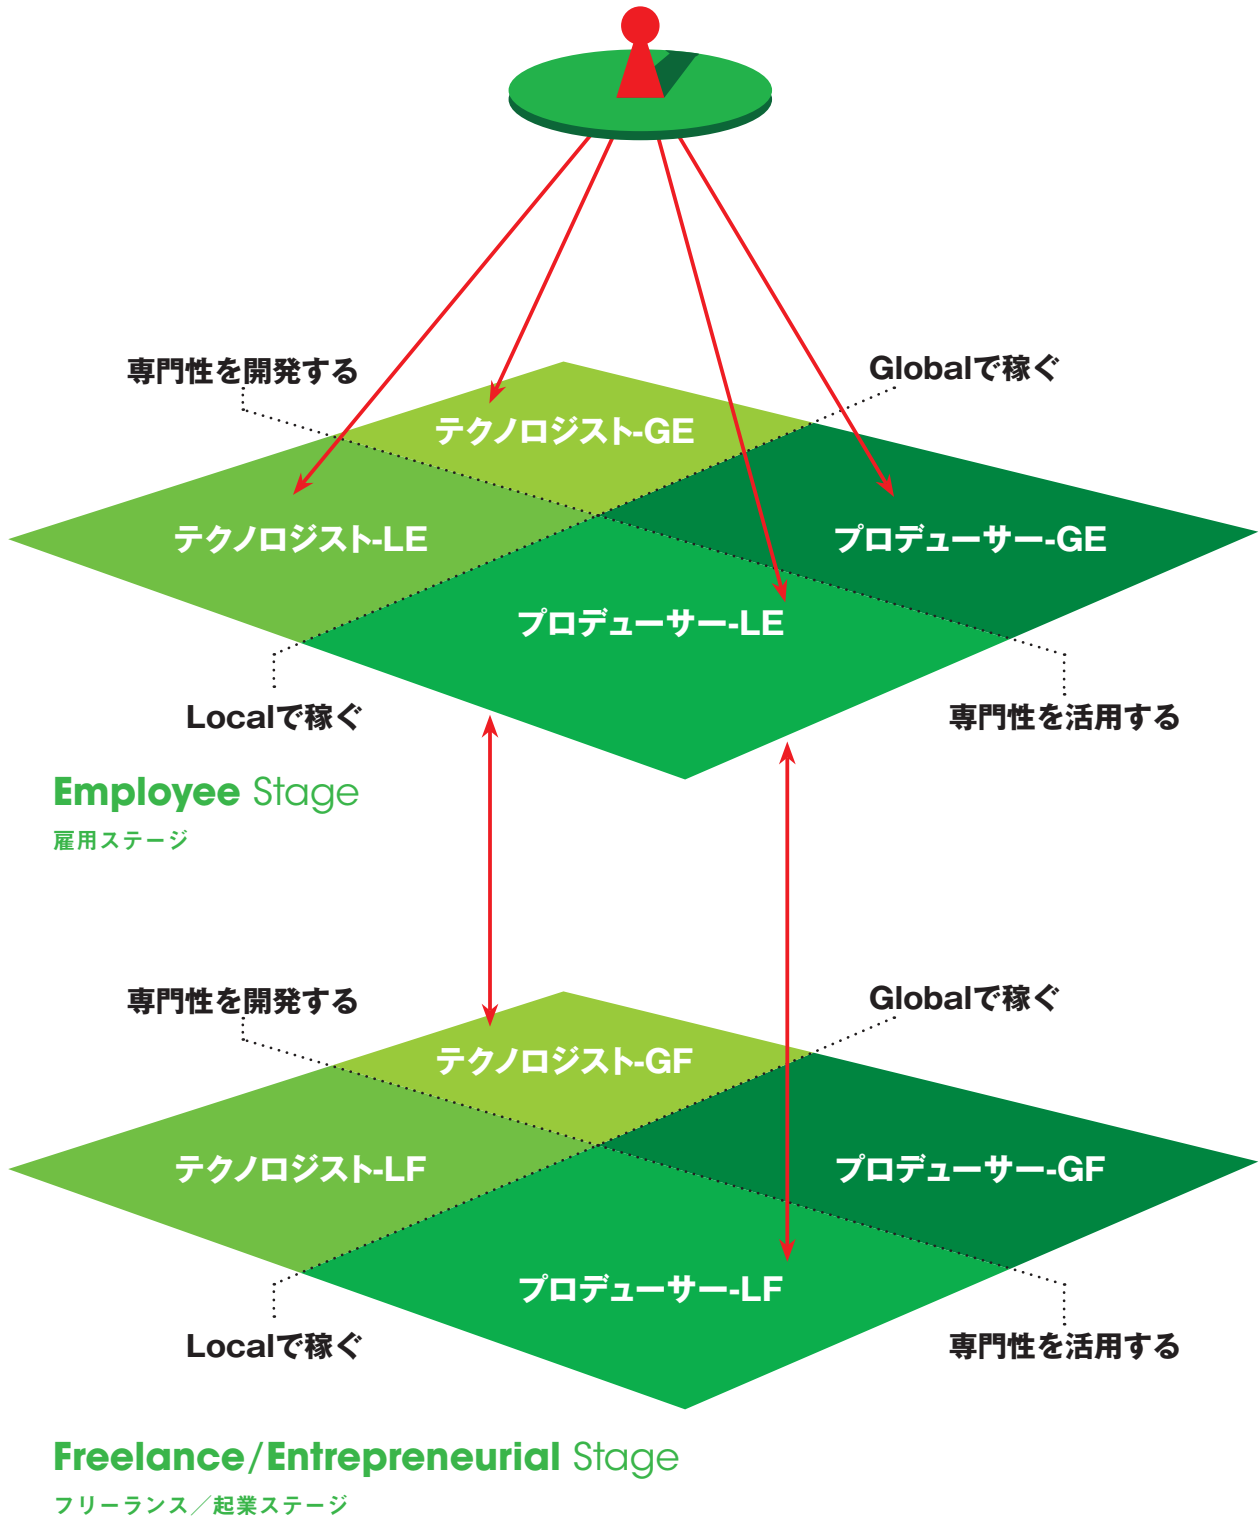 専門性を開発する
Globalで稼ぐ
テクノロジスト-GE
テクノロジスト-LE
プロデューサー-GE
プロデューサー-LE
Localで稼ぐ
専門性を活用する
Employee Stage
雇用ステージ
専門性を開発する
Globalで稼ぐ
テクノロジスト-GF
テクノロジスト-LF
プロデューサー-GF
プロデューサー-LF
Localで稼ぐ
専門性を活用する
Freelance/Entrepreneurial Stage
フリーランス／起業ステージ